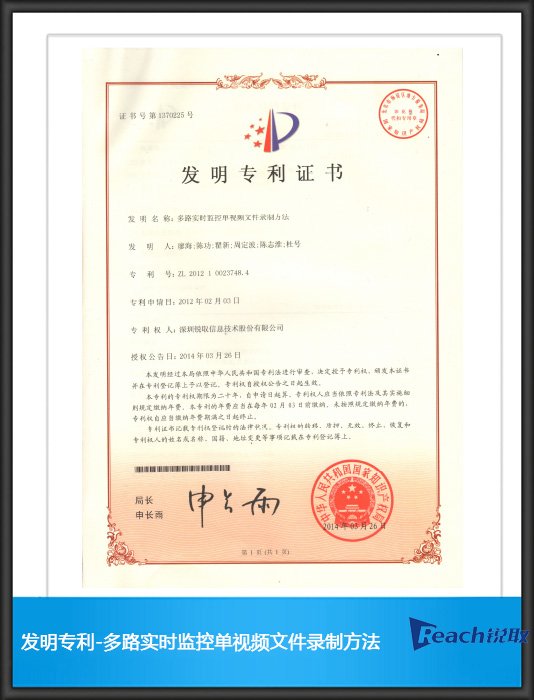 证书号第1370225号
发明专利证书
发 明 名 称：多路实时监控单视频文件录制方法
发　明　人：廖海;陈功;瞿新;周定波;陈志淮;杜号
专　利　号：ZL 2012 1 0023748.4
专利申请日：2012年02月03日
专 利 权 人：深圳锐取信息技术股份有限公司
授权公告日：2014年03月26日
本发明经过本局依照中华人民共和国专利法进行审查，决定授予专利权，颁发本证书
并在专利登记簿上予以登记。专利权自授权公告之日起生效。
本专利的专利权期限为二十年，自申请日起算。专利权人应当依照专利法及其实施细
则规定缴纳年费。本专利的年费应当在每年02月03日前缴纳。未按照规定缴纳年费的，
专利权自应当缴纳年费期满之日起终止。
专利证书记载专利权登记时的法律状况。专利权的转移、质押、无效、终止、恢复和
专利权人的姓名或名称、国籍、地址变更等事项记载在专利登记簿上。
局长
申长雨
申长雨
中华人民共和国国家知识产权局
2014年03月26日
第1页(共1页)
发明专利-多路实时监控单视频文件录制方法
Reach锐取